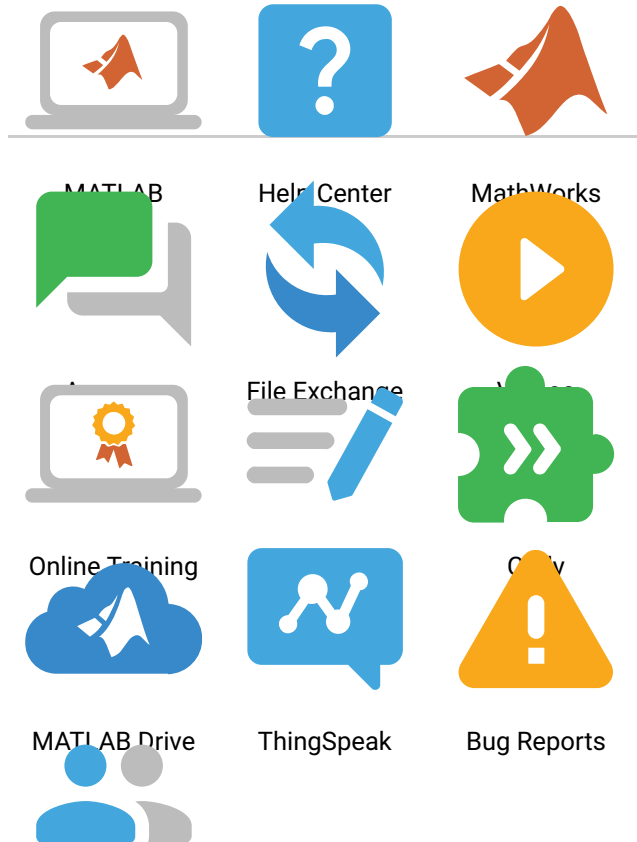 MATLAB
Help Center
MathWorks
File Exchange
Online Training
MATLAB Drive
ThingSpeak
Bug Reports